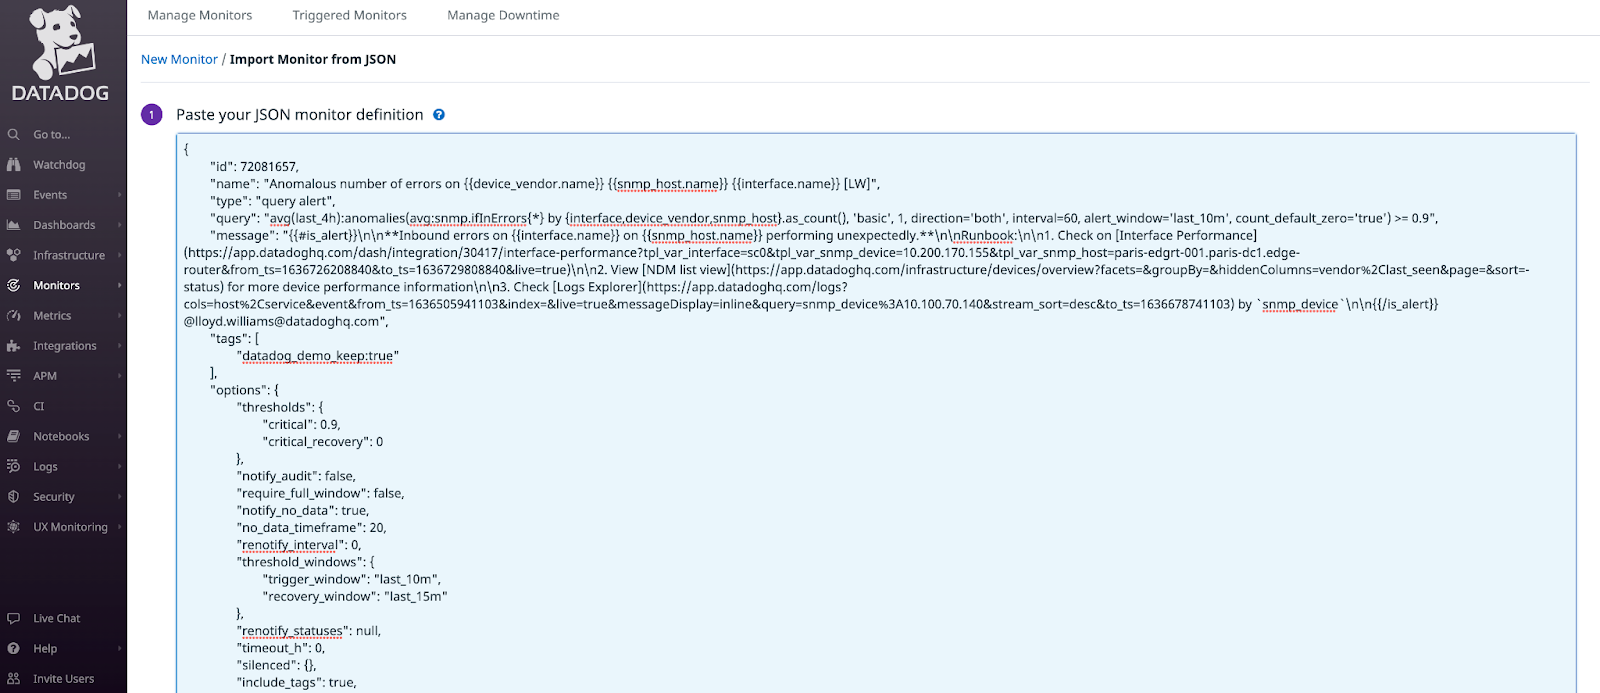 DATADOG
Go to...
Watchdog
Events
Dashboards
Infrastructure
Monitors
Metrics
Integrations
APM
CI
Notebooks
Logs
Security
UX Monitoring
Live Chat
Help
Invite Users
Manage Monitors Triggered Monitors Manage Downtime
New Monitor / Import Monitor from JSON
1 Paste your JSON monitor definition ?
{
"id": 72081657,
"name": "Anomalous number of errors on {{device_vendor.name}} {{snmp_host.name}} {{interface.name}} [LW]",
"type": "query alert",
"query": "avg(last_4h):anomalies(avg:snmp.ifInErrors{*} by {interface,device_vendor,snmp_host}.as_count(), 'basic', 1, direction='both', interval=60, alert_window='last_10m', count_default_zero='true') >= 0.9",
"message": "{{#is_alert}}\n\n**Inbound errors on {{interface.name}} on {{snmp_host.name}} performing unexpectedly.**\n\nRunbook:\n\n1. Check on [Interface Performance]
(https://app.datadoghq.com/dash/integration/30417/interface-performance?tpl_var_interface=sc0&tpl_var_snmp_device=10.200.170.155&tpl_var_snmp_host=paris-edgrt-001.paris-dc1.edge-
router&from_ts=1636726208840&to_ts=1636729808840&live=true)\n\n2. View [NDM list view](https://app.datadoghq.com/infrastructure/devices/overview?facets=&groupBy=&hiddenColumns=vendor%2Clast_seen&page=&sort=-
status) for more device performance information\n\n3. Check [Logs Explorer](https://app.datadoghq.com/logs?
cols=host%2Cservice&event&from_ts=1636505941103&index=&live=true&messageDisplay=inline&query=snmp_device%3A10.100.70.140&stream_sort=desc&to_ts=1636678741103) by `snmp_device`\n\n{{/is_alert}}
@lloyd.williams@datadoghq.com",
"tags": [
"datadog_demo_keep:true"
],
"options": {
"thresholds": {
"critical": 0.9,
"critical_recovery": 0
},
"notify_audit": false,
"require_full_window": false,
"notify_no_data": true,
"no_data_timeframe": 20,
"renotify_interval": 0,
"threshold_windows": {
"trigger_window": "last_10m",
"recovery_window": "last_15m"
},
"renotify_statuses": null,
"timeout_h": 0,
"silenced": {},
"include_tags": true,